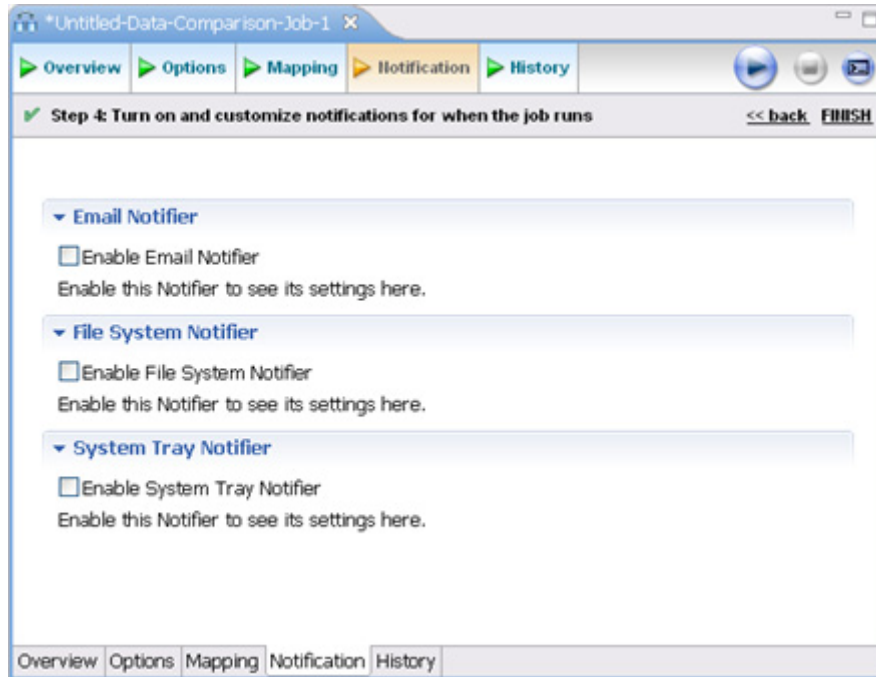 *Untitled-Data-Comparison-Job-1
Overview Options Mapping Notification History
Step 4: Turn on and customize notifications for when the job runs << back FINISH
Email Notifier
Enable Email Notifier
Enable this Notifier to see its settings here.
File System Notifier
Enable File System Notifier
Enable this Notifier to see its settings here.
System Tray Notifier
Enable System Tray Notifier
Enable this Notifier to see its settings here.
Overview Options Mapping Notification History